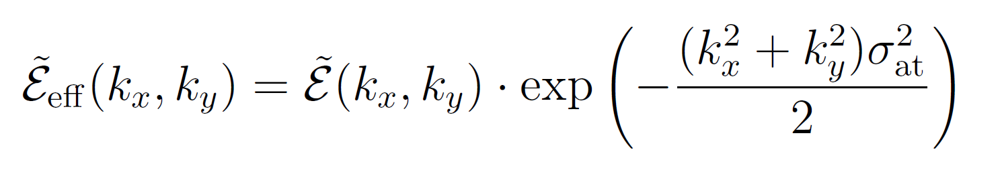 $\tilde{\mathcal{E}}_{\text{eff}}(k_x, k_y) = \tilde{\mathcal{E}}(k_x, k_y) \cdot \exp\left(-\frac{(k_x^2 + k_y^2)\sigma_{\text{at}}^2}{2}\right)$